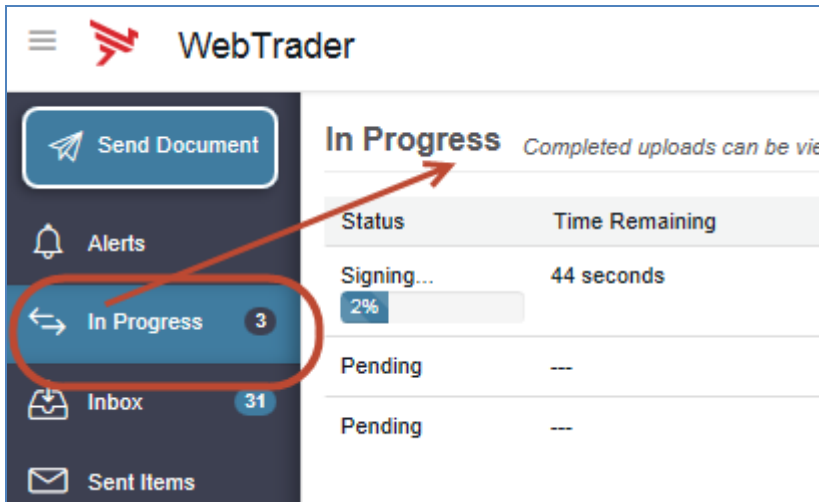 WebTrader
Send Document
Alerts
In Progress 3
Inbox 31
Sent Items
In Progress Completed uploads can be
Status Time Remaining
Signing... 44 seconds
2%
Pending ---
Pending ---